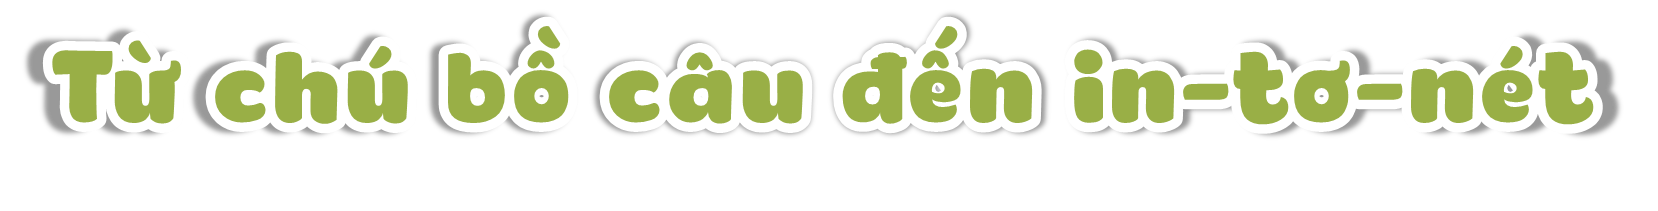 Từ chú bồ câu đến in-tơ-nét